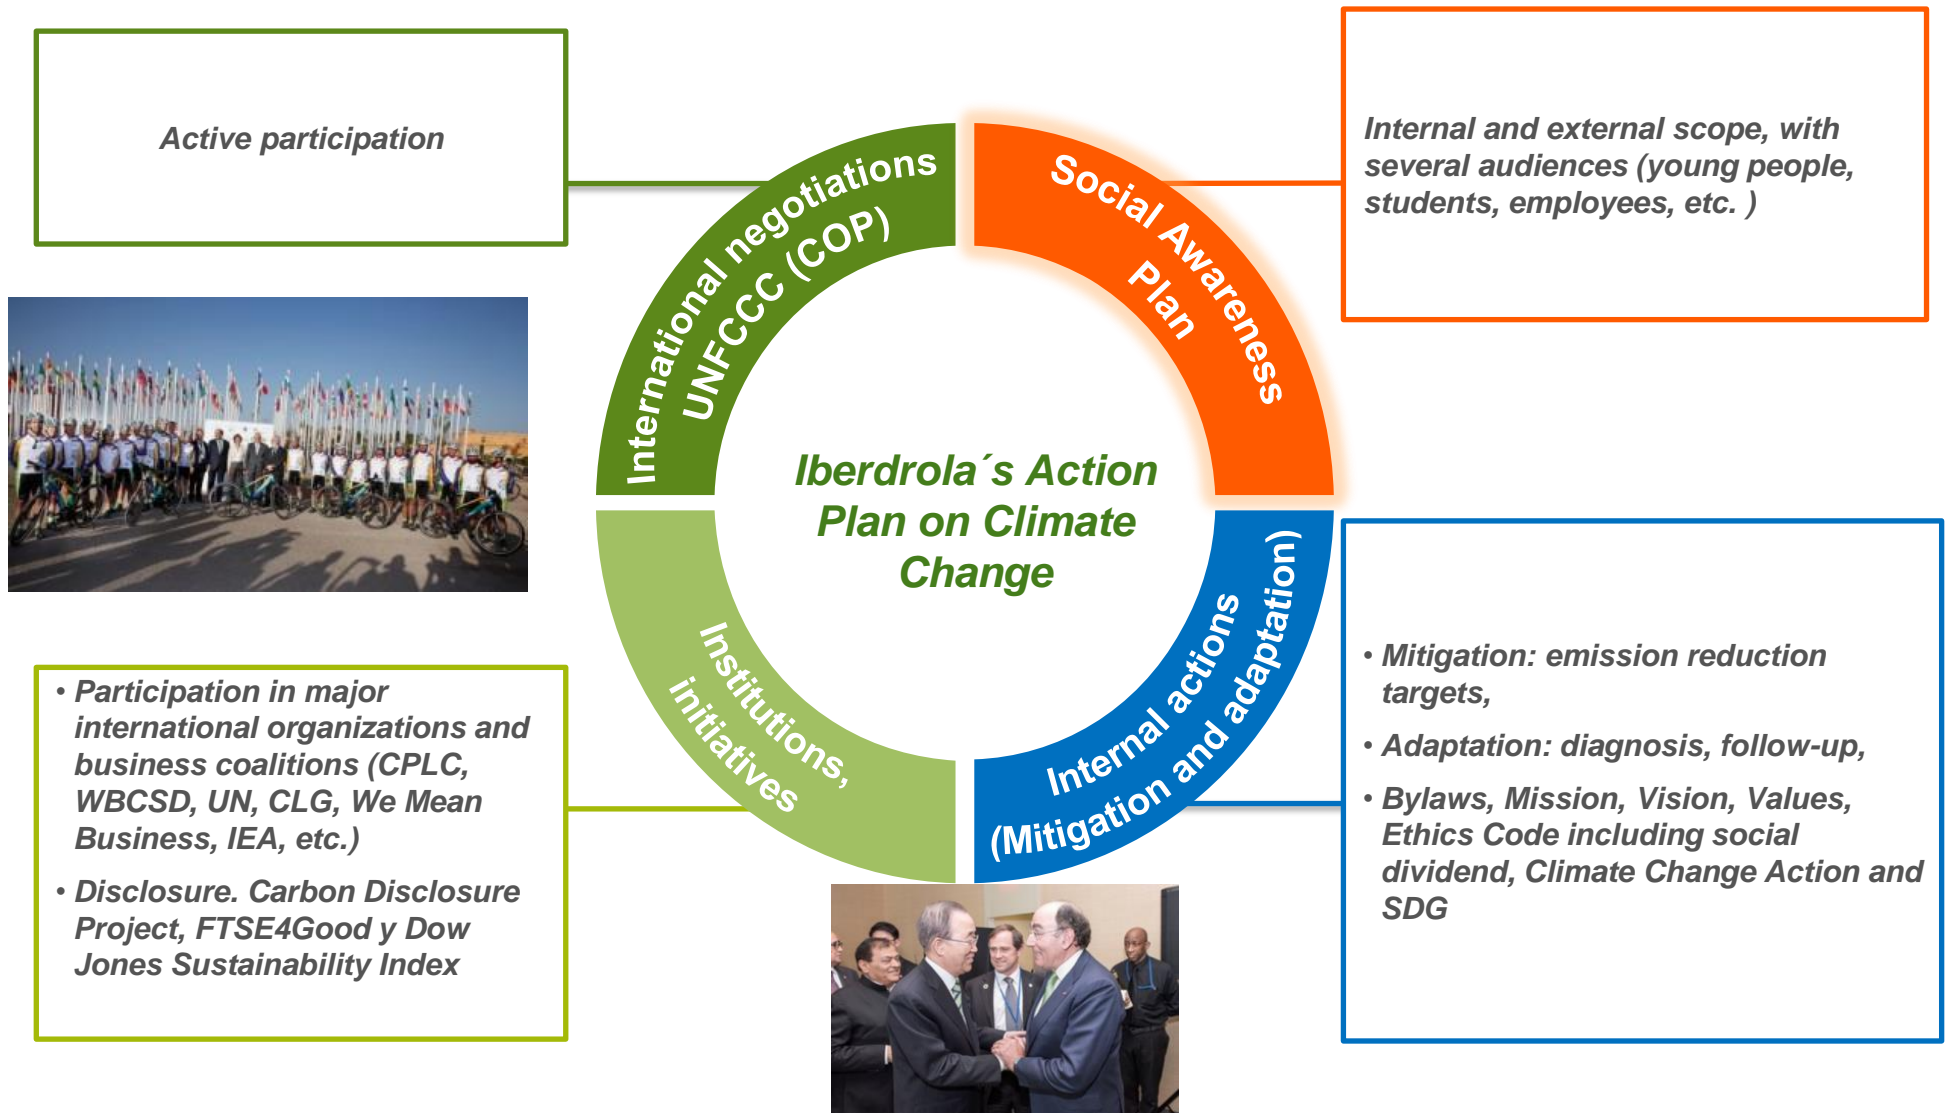 Active participation
International negotiations
UNFCCC (COP)
Social Awareness
Plan
Internal and external scope, with
several audiences (young people,
students, employees, etc. )
Iberdrola´s Action
Plan on Climate
Change
Institutions,
initiatives
Internal actions
(Mitigation and adaptation)
• Participation in major
international organizations and
business coalitions (CPLC,
WBCSD, UN, CLG, We Mean
Business, IEA, etc.)
• Disclosure. Carbon Disclosure
Project, FTSE4Good y Dow
Jones Sustainability Index
• Mitigation: emission reduction
targets,
• Adaptation: diagnosis, follow-up,
• Bylaws, Mission, Vision, Values,
Ethics Code including social
dividend, Climate Change Action and
SDG